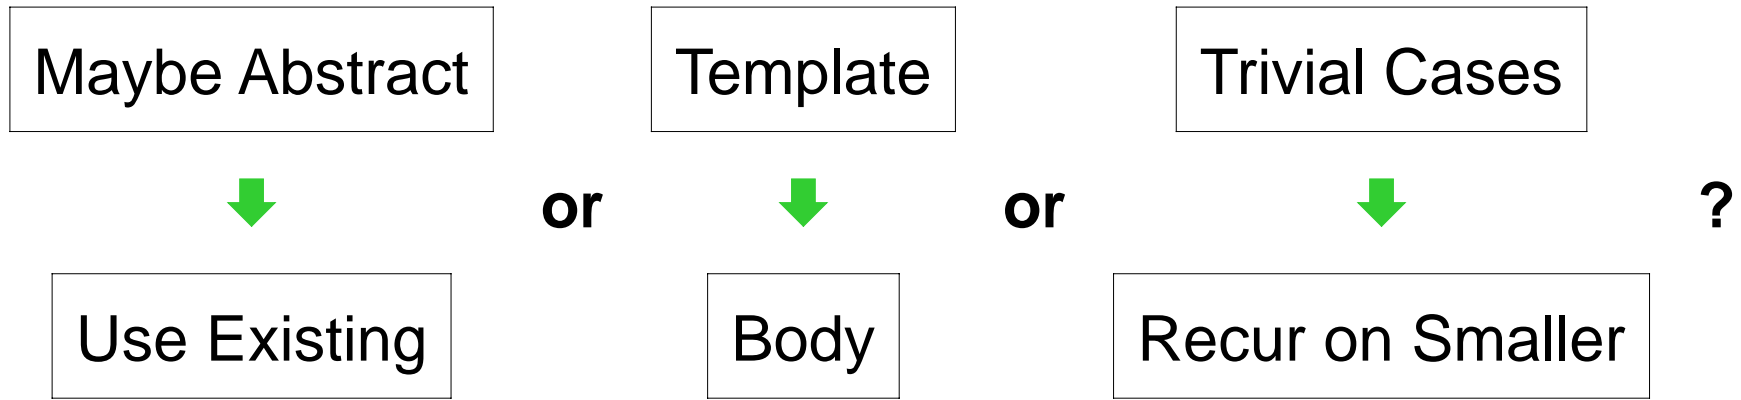 Maybe Abstract
Template
Trivial Cases
or
or
?
Use Existing
Body
Recur on Smaller